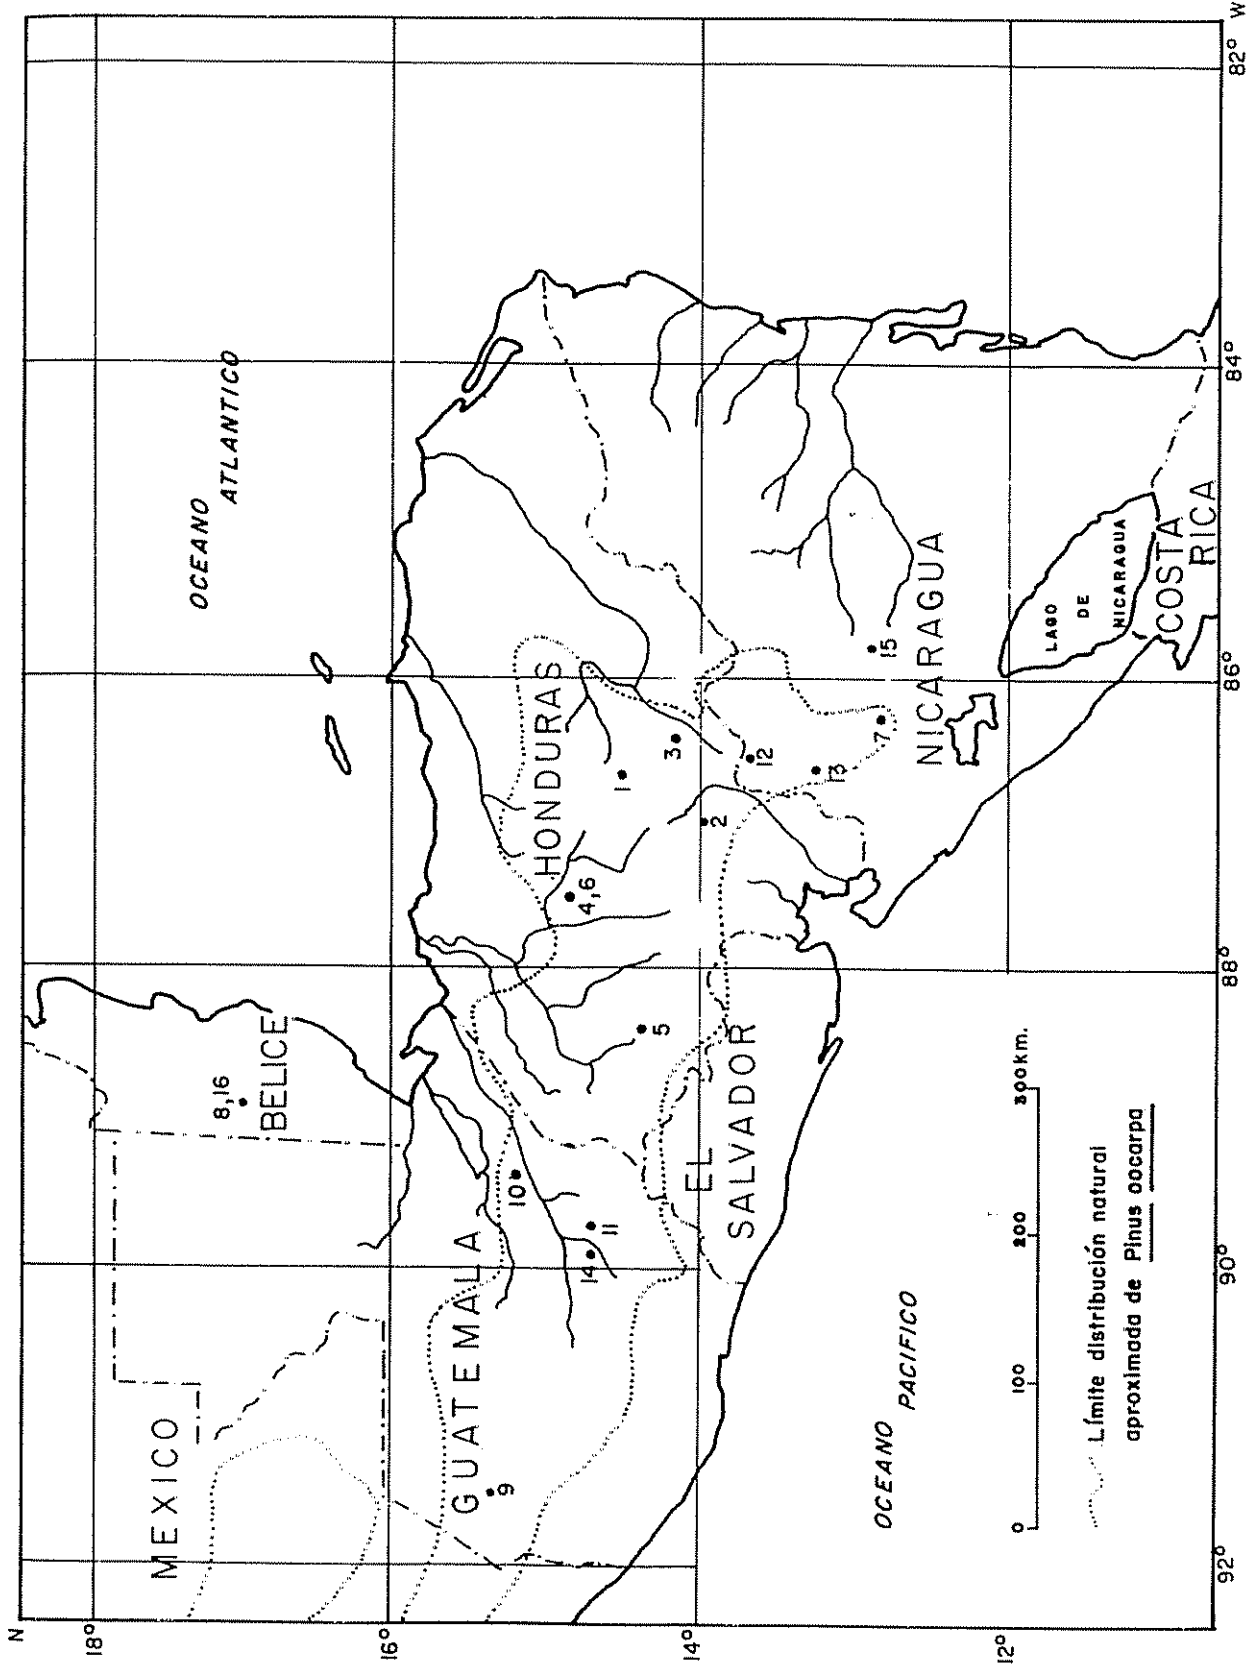 N
18°
16°
14°
12°
92°
90°
88°
86°
84°
82°
W
OCEANO
ATLANTICO
MEXICO
BELICE
8,16
GUATEMALA
9
10
11
14
HONDURAS
1
2
3
4,6
5
12
EL
SALVADOR
NICARAGUA
7
13
15
LAGO
DE
NICARAGUA
COSTA
RICA
OCEANO
PACIFICO
0 100 200 300km.
Límite distribución natural
aproximada de Pinus oocarpa